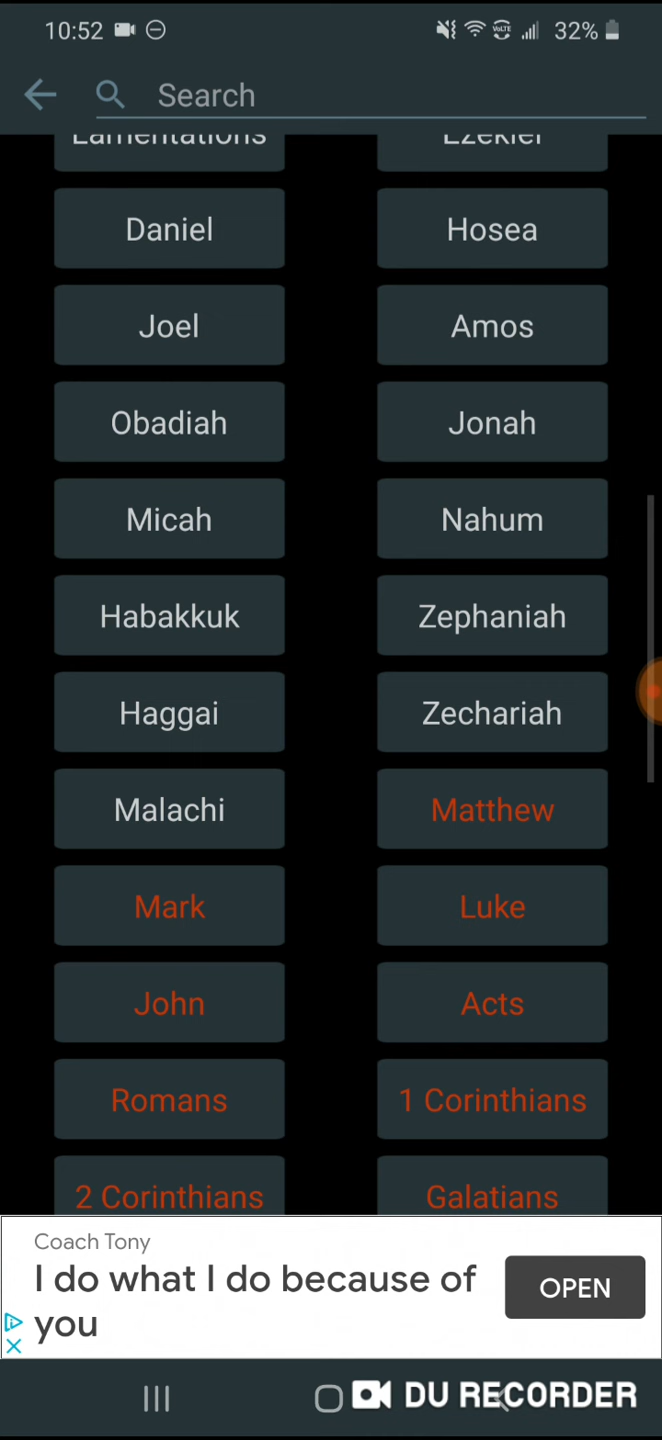 10:52 32%
Search
Lamentations Ezekiel
Daniel Hosea
Joel Amos
Obadiah Jonah
Micah Nahum
Habakkuk Zephaniah
Haggai Zechariah
Malachi Matthew
Mark Luke
John Acts
Romans 1 Corinthians
2 Corinthians Galatians
Coach Tony
I do what I do because of
you
OPEN
DU RECORDER